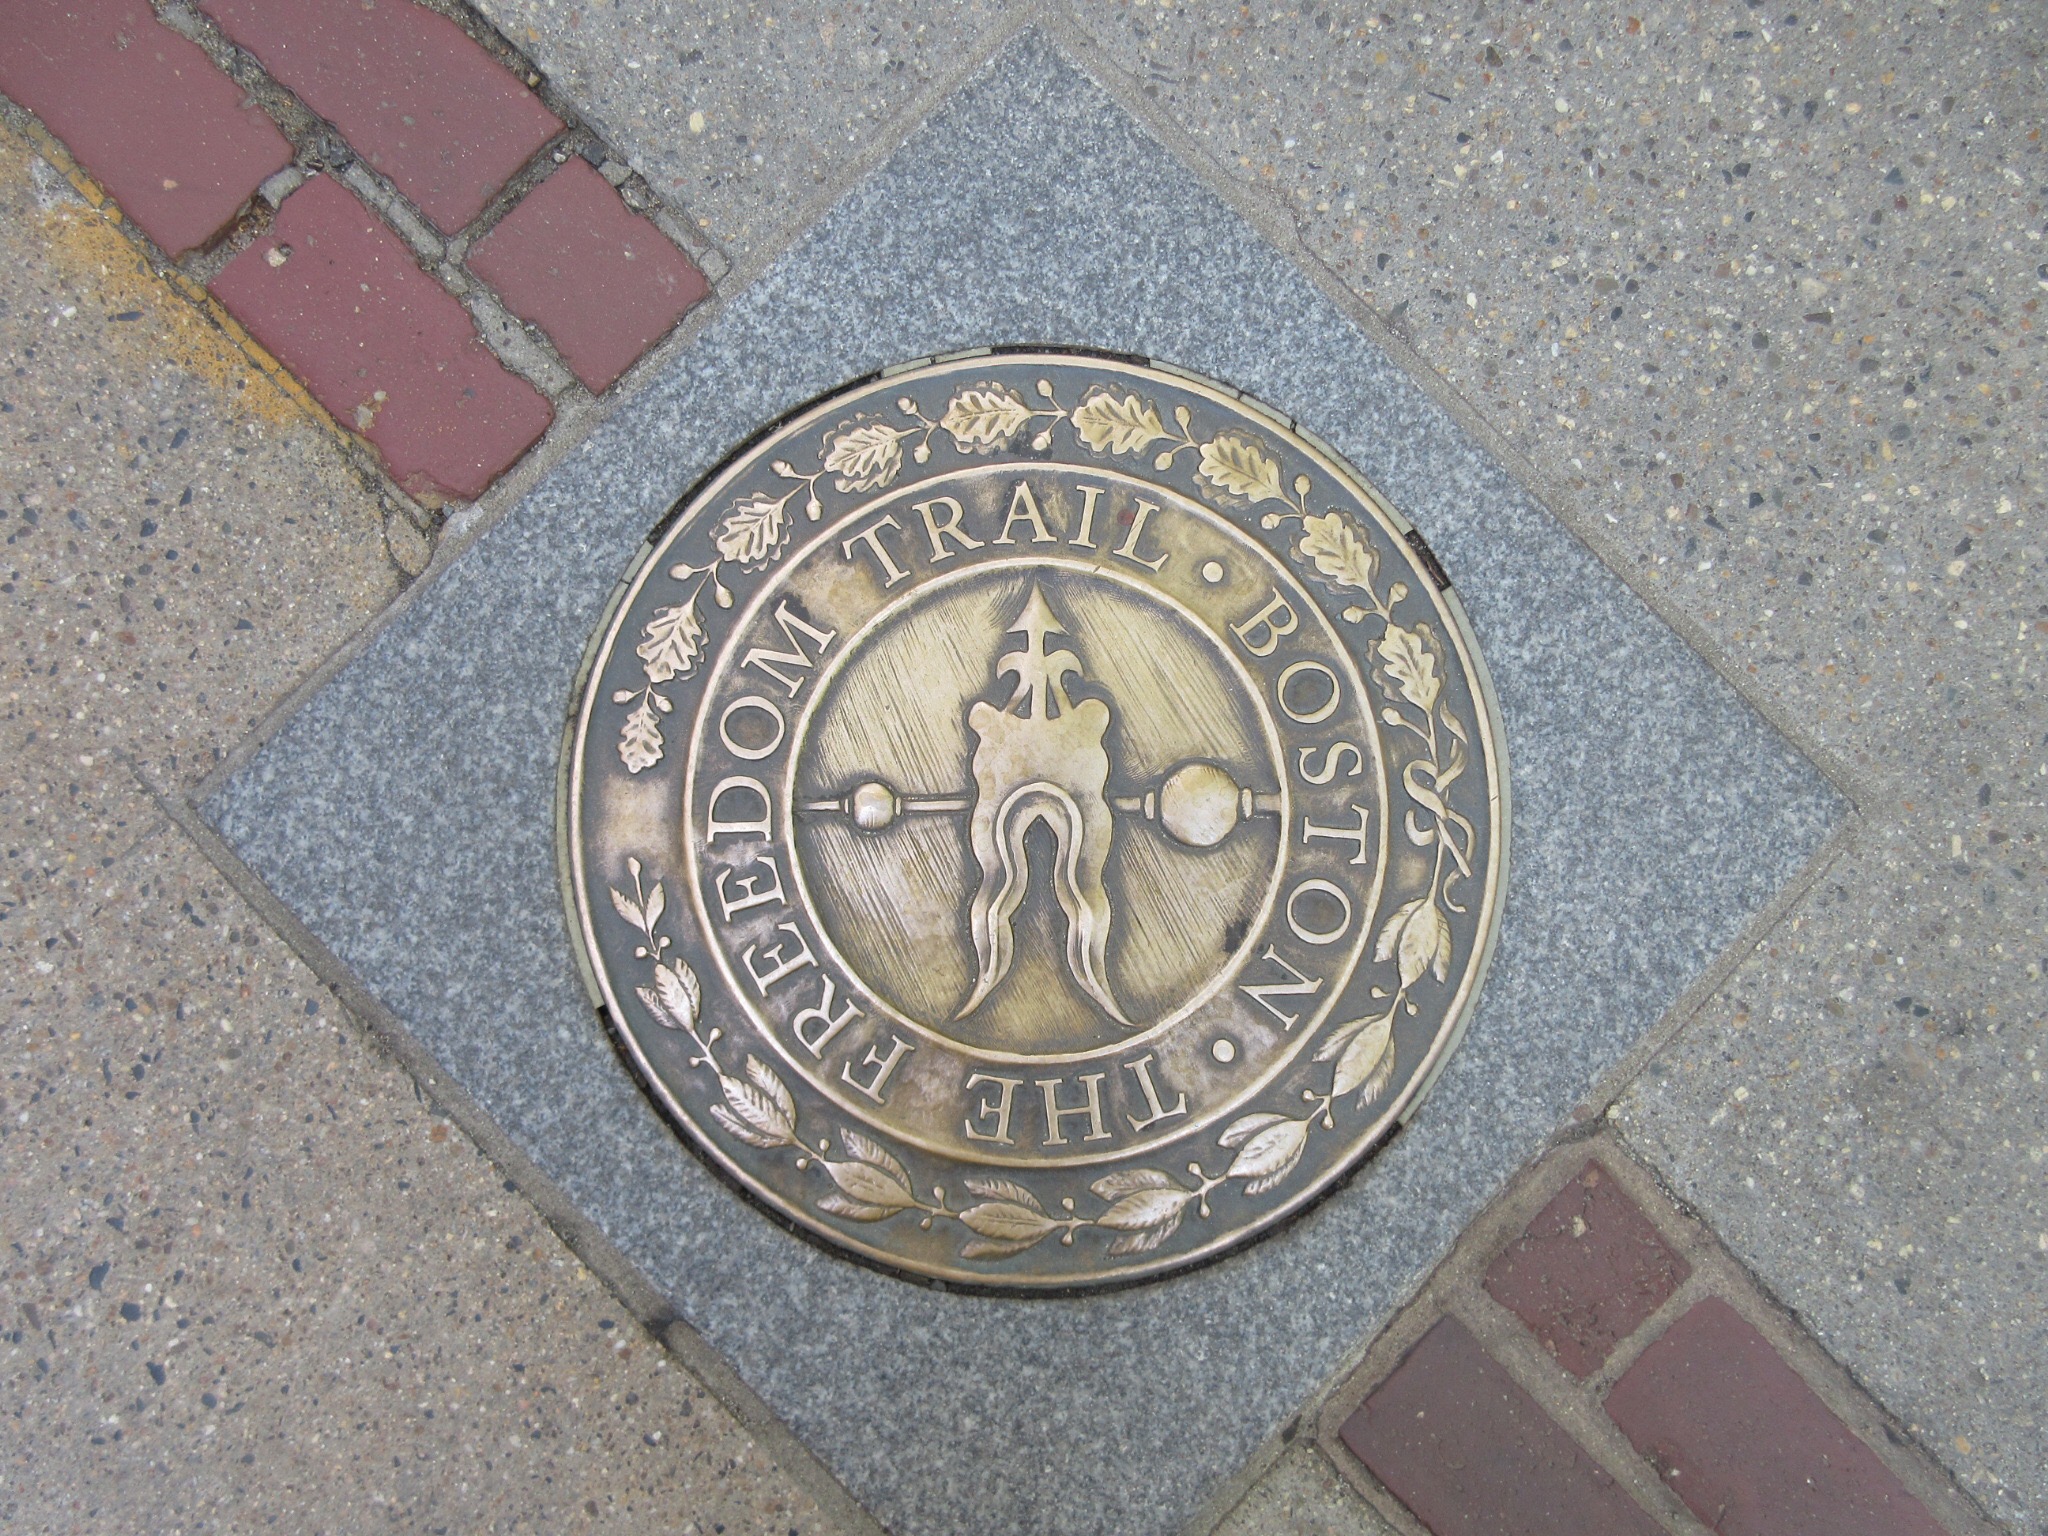 THE FREEDOM TRAIL · BOSTON ·